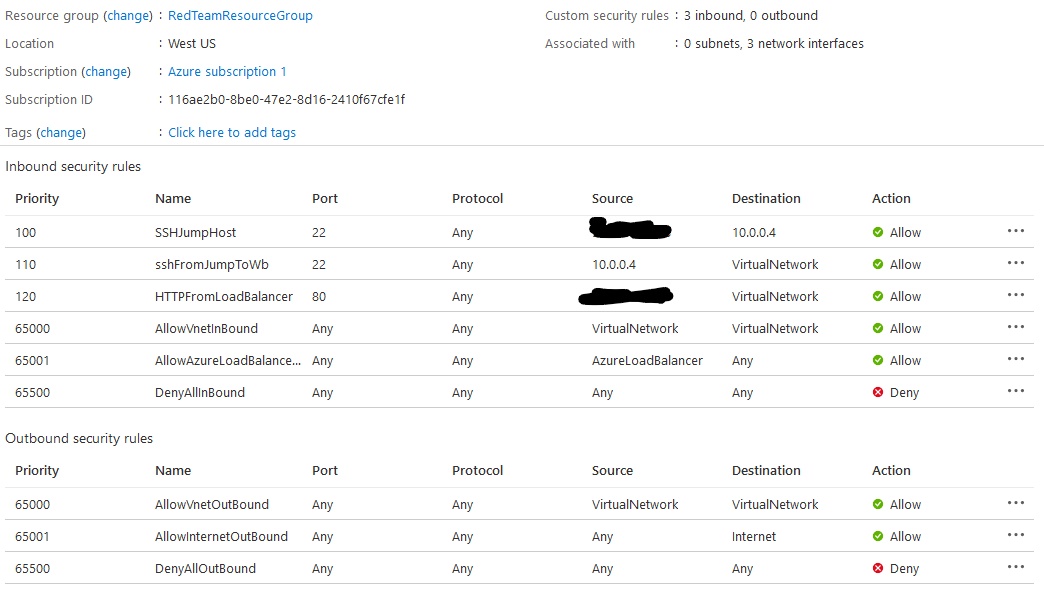 Resource group (change) : RedTeamResourceGroup Custom security rules : 3 inbound, 0 outbound
Location : West US Associated with : 0 subnets, 3 network interfaces
Subscription (change) : Azure subscription 1
Subscription ID : 116ae2b0-8be0-47e2-8d16-2410f67cfe1f
Tags (change) : Click here to add tags
Inbound security rules
Priority Name Port Protocol Source Destination Action
100 SSHJumpHost 22 Any 10.0.0.4 Allow ...
110 sshFromJumpToWb 22 Any 10.0.0.4 VirtualNetwork Allow ...
120 HTTPFromLoadBalancer 80 Any VirtualNetwork Allow ...
65000 AllowVnetInBound Any Any VirtualNetwork VirtualNetwork Allow ...
65001 AllowAzureLoadBalance... Any Any AzureLoadBalancer Any Allow ...
65500 DenyAllInBound Any Any Any Any Deny ...
Outbound security rules
Priority Name Port Protocol Source Destination Action
65000 AllowVnetOutBound Any Any VirtualNetwork VirtualNetwork Allow ...
65001 AllowInternetOutBound Any Any Any Internet Allow ...
65500 DenyAllOutBound Any Any Any Any Deny ...